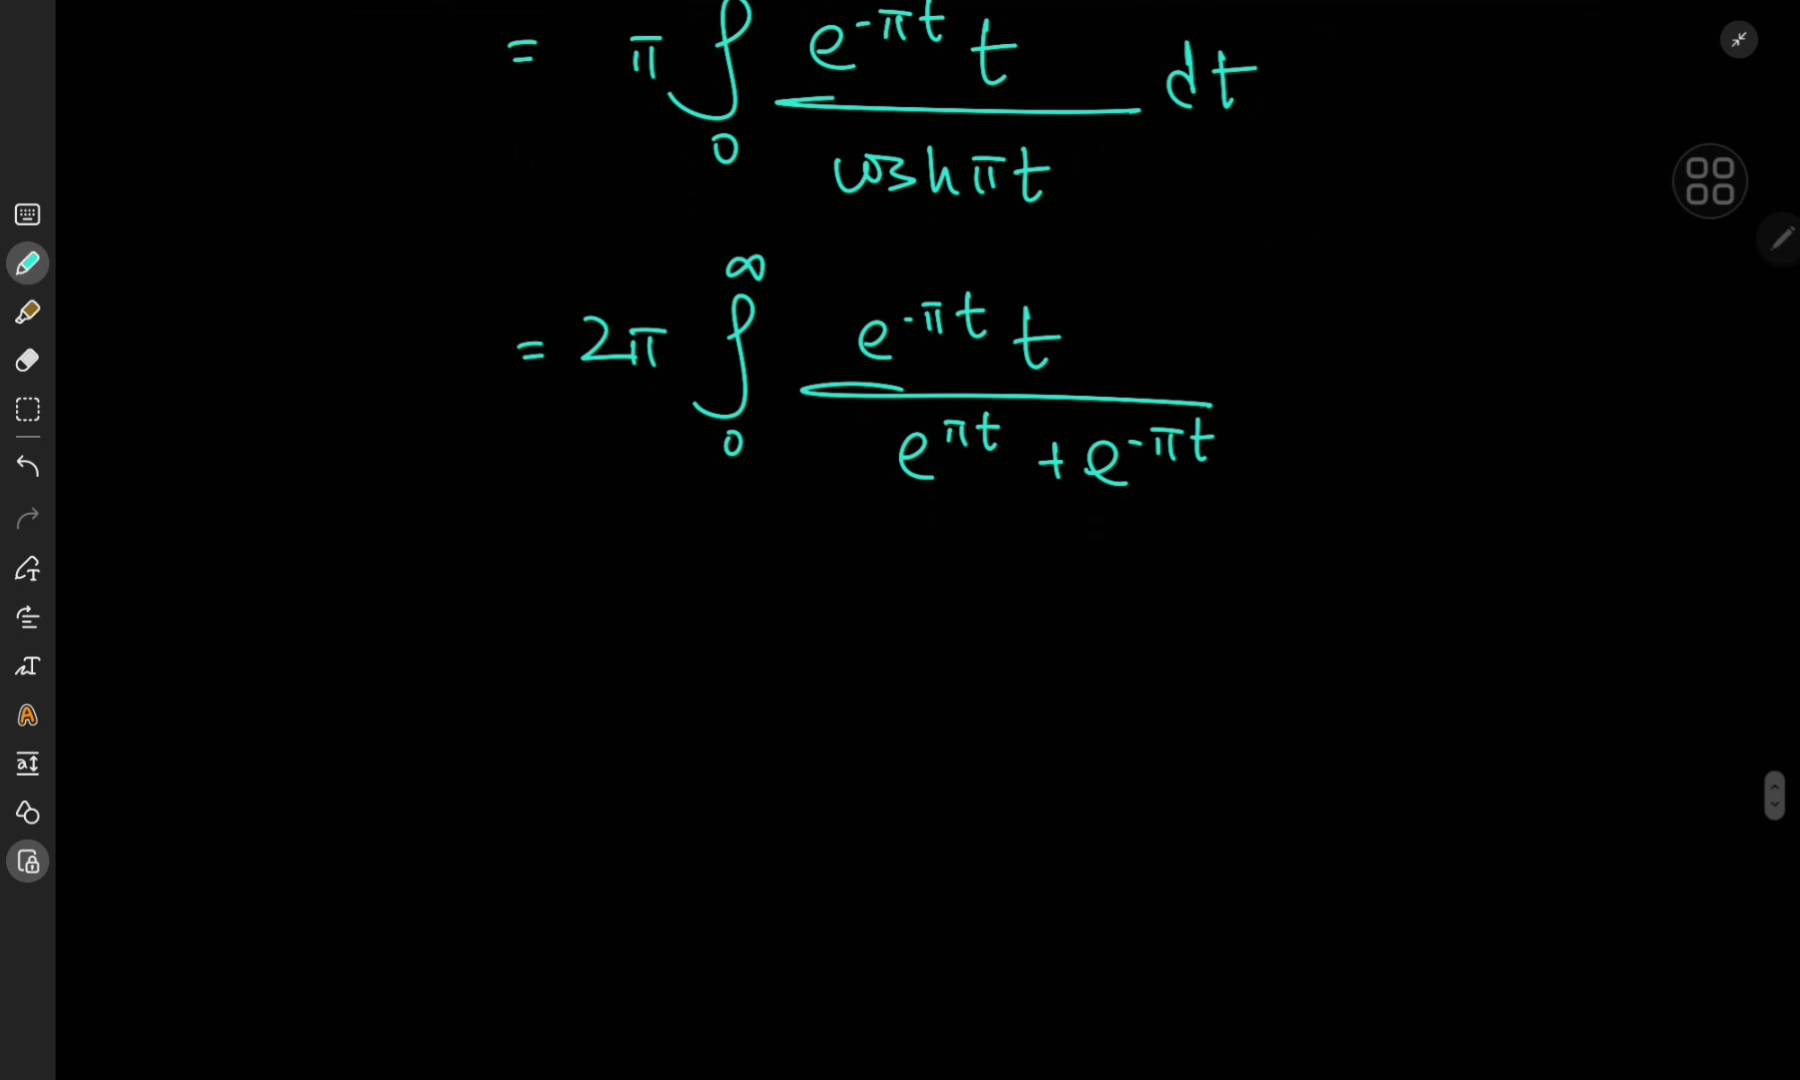 = π ∫₀ e^{-πt} t / cosh πt dt
= 2π ∫₀^∞ e^{-πt} t / e^{πt} + e^{-πt}